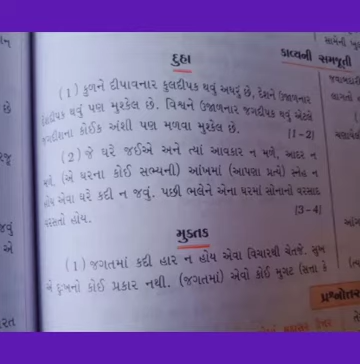 દુહા
કાવ્યની સમજૂતી
(1) કુળને દીપાવનાર કુલદીપક થવું અઘરું છે, દેશને ઉજાળનાર
દેશદીપક થવું પણ મુશ્કેલ છે. વિશ્વને ઉજાળનાર જગદીપક થવું એટલે
જગદીશના કોઈક અંશી પણ મળવા મુશ્કેલ છે.
[1-2]
(2) જે ઘરે જઈએ અને ત્યાં આવકાર ન મળે, આદર ન
મળે, (એ ઘરના કોઈ સભ્યની) આંખમાં (આપણા પ્રત્યે) સ્નેહ ન
હોય એવા ઘરે કદી ન જવું. પછી ભલેને એના ઘરમાં સોનાનો વરસાદ
વરસતો હોય.
[3-4]
મુક્તક
(1) જગતમાં કદી હાર ન હોય એવા વિચારથી ચેતજે. સુખ
એ દુઃખનો કોઈ પ્રકાર નથી. (જગતમાં) એવો કોઈ મુગટ (સત્તા કે
પ્રશ્નોત્તર